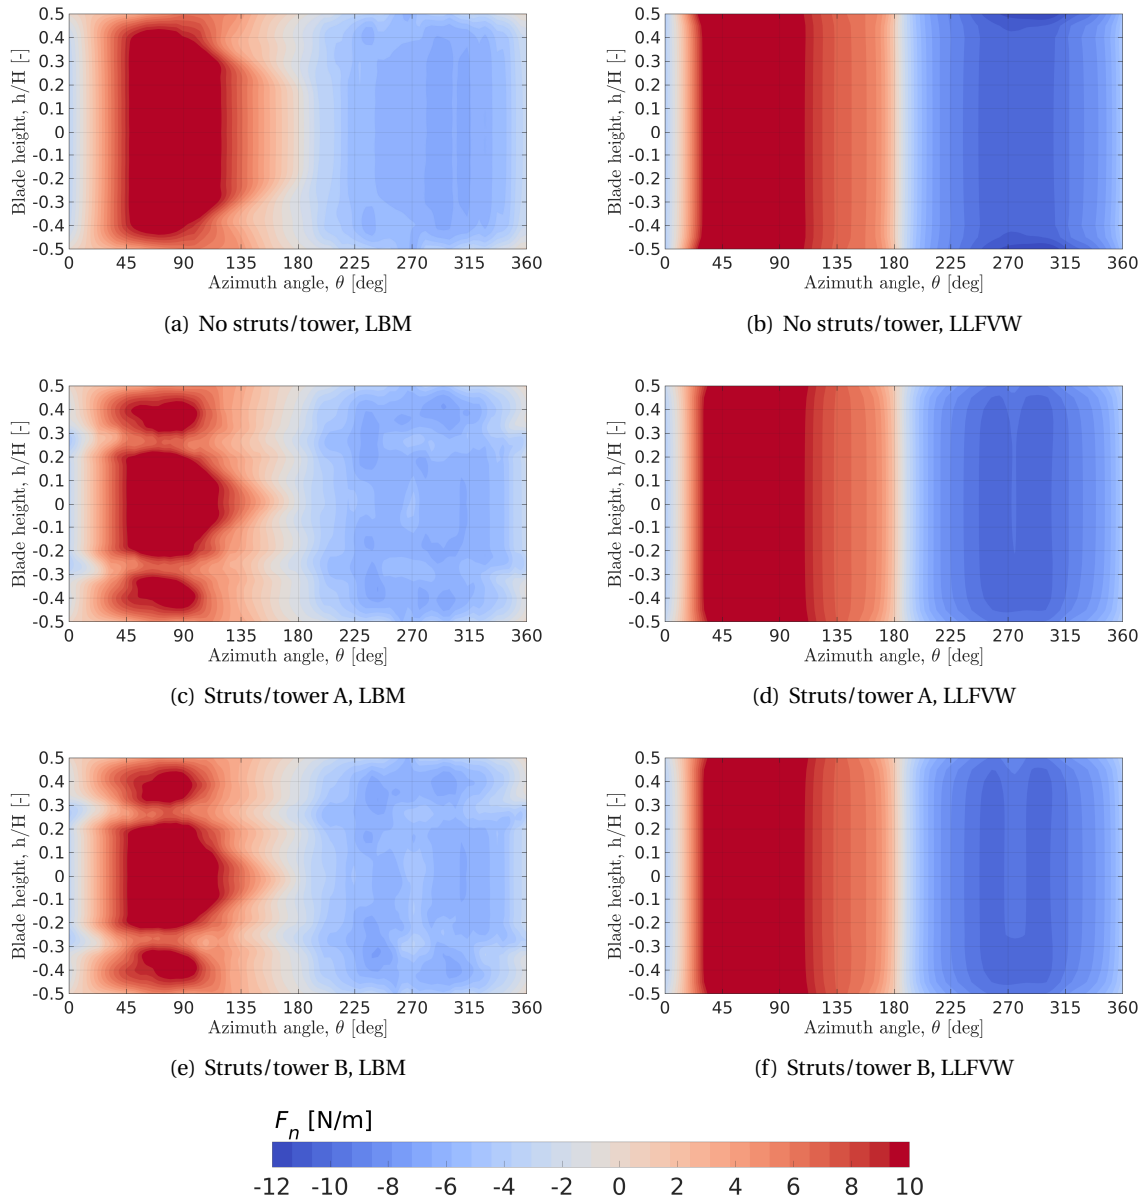 0.5
0.4
0.3
0.2
0.1
0
-0.1
-0.2
-0.3
-0.4
-0.5
Blade height, h/H [-]
0 45 90 135 180 225 270 315 360
Azimuth angle, θ [deg]
(a) No struts/tower, LBM
0.5
0.4
0.3
0.2
0.1
0
-0.1
-0.2
-0.3
-0.4
-0.5
Blade height, h/H [-]
0 45 90 135 180 225 270 315 360
Azimuth angle, θ [deg]
(b) No struts/tower, LLFVW
0.5
0.4
0.3
0.2
0.1
0
-0.1
-0.2
-0.3
-0.4
-0.5
Blade height, h/H [-]
0 45 90 135 180 225 270 315 360
Azimuth angle, θ [deg]
(c) Struts/tower A, LBM
0.5
0.4
0.3
0.2
0.1
0
-0.1
-0.2
-0.3
-0.4
-0.5
Blade height, h/H [-]
0 45 90 135 180 225 270 315 360
Azimuth angle, θ [deg]
(d) Struts/tower A, LLFVW
0.5
0.4
0.3
0.2
0.1
0
-0.1
-0.2
-0.3
-0.4
-0.5
Blade height, h/H [-]
0 45 90 135 180 225 270 315 360
Azimuth angle, θ [deg]
(e) Struts/tower B, LBM
0.5
0.4
0.3
0.2
0.1
0
-0.1
-0.2
-0.3
-0.4
-0.5
Blade height, h/H [-]
0 45 90 135 180 225 270 315 360
Azimuth angle, θ [deg]
(f) Struts/tower B, LLFVW
Fn [N/m]
-12 -10 -8 -6 -4 -2 0 2 4 6 8 10